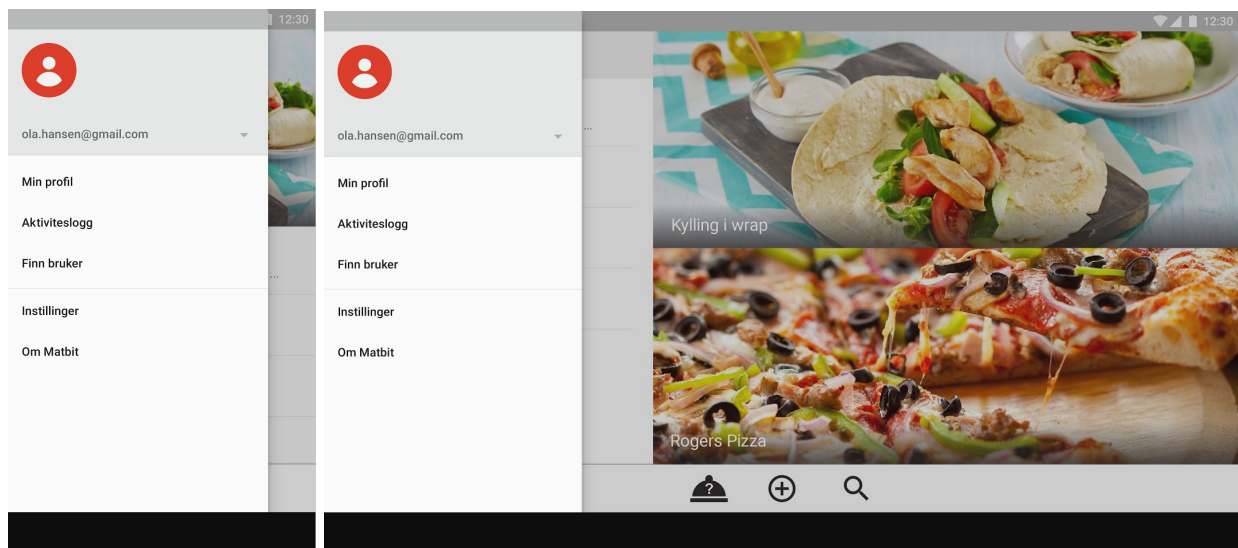 12:30
ola.hansen@gmail.com
Min profil
Aktiviteslogg
Finn bruker
...
Instillinger
Om Matbit
12:30
ola.hansen@gmail.com
...
Min profil
Aktiviteslogg
Finn bruker
Instillinger
Om Matbit
Kylling i wrap
Rogers Pizza
?